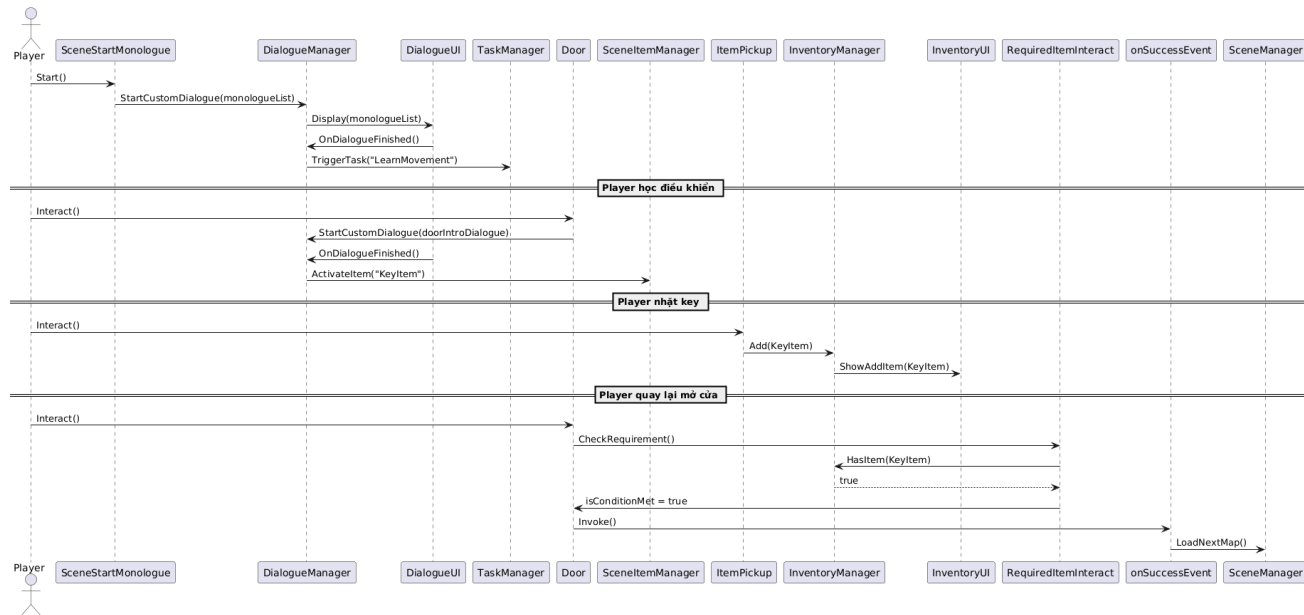 Player
SceneStartMonologue
DialogueManager
DialogueUI
TaskManager
Door
SceneItemManager
ItemPickup
InventoryManager
InventoryUI
RequiredItemInteract
onSuccessEvent
SceneManager
Start()
StartCustomDialogue(monologueList)
Display(monologueList)
OnDialogueFinished()
TriggerTask("LearnMovement")
Player học điều khiển
Interact()
StartCustomDialogue(doorIntroDialogue)
OnDialogueFinished()
ActivateItem("KeyItem")
Player nhặt key
Interact()
Add(KeyItem)
ShowAddItem(KeyItem)
Player quay lại mở cửa
Interact()
CheckRequirement()
HasItem(KeyItem)
true
isConditionMet = true
Invoke()
LoadNextMap()
Player
SceneStartMonologue
DialogueManager
DialogueUI
TaskManager
Door
SceneItemManager
ItemPickup
InventoryManager
InventoryUI
RequiredItemInteract
onSuccessEvent
SceneManager